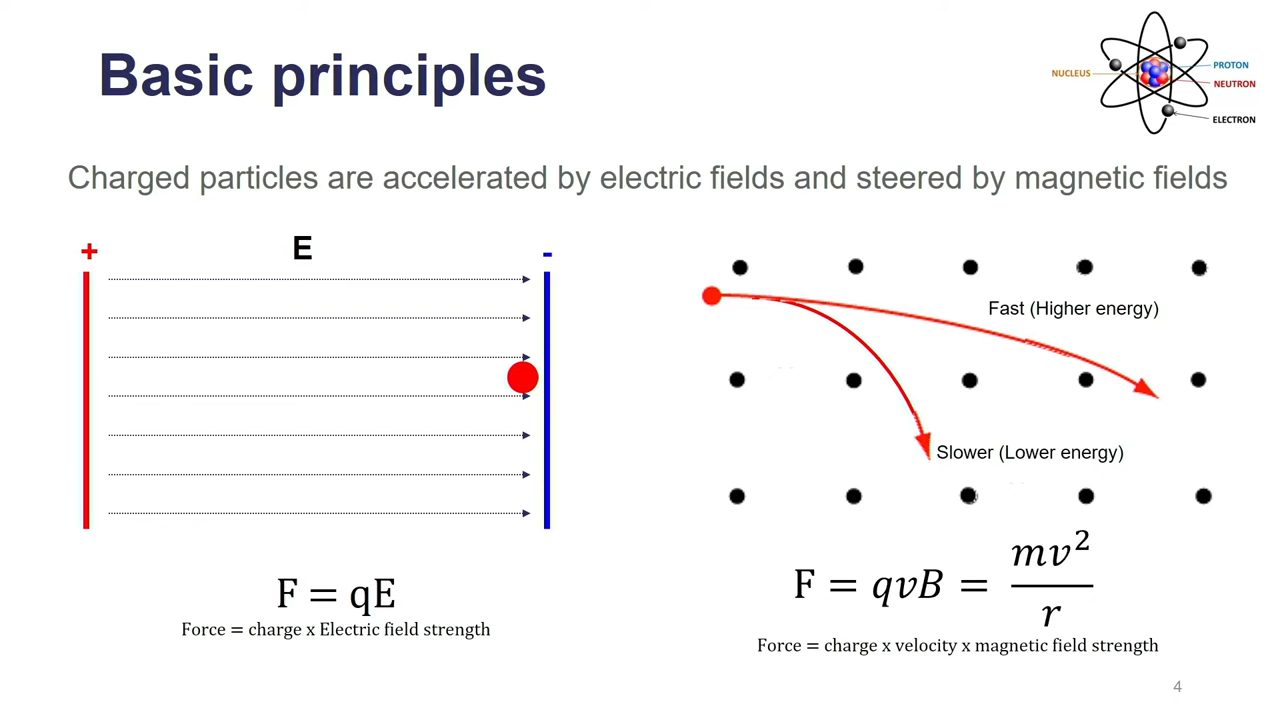 Basic principles
NUCLEUS
PROTON
NEUTRON
ELECTRON
Charged particles are accelerated by electric fields and steered by magnetic fields
+
E
-
Fast (Higher energy)
Slower (Lower energy)
F = qE
Force = charge x Electric field strength
F = qvB = mv²/r
Force = charge x velocity x magnetic field strength
4